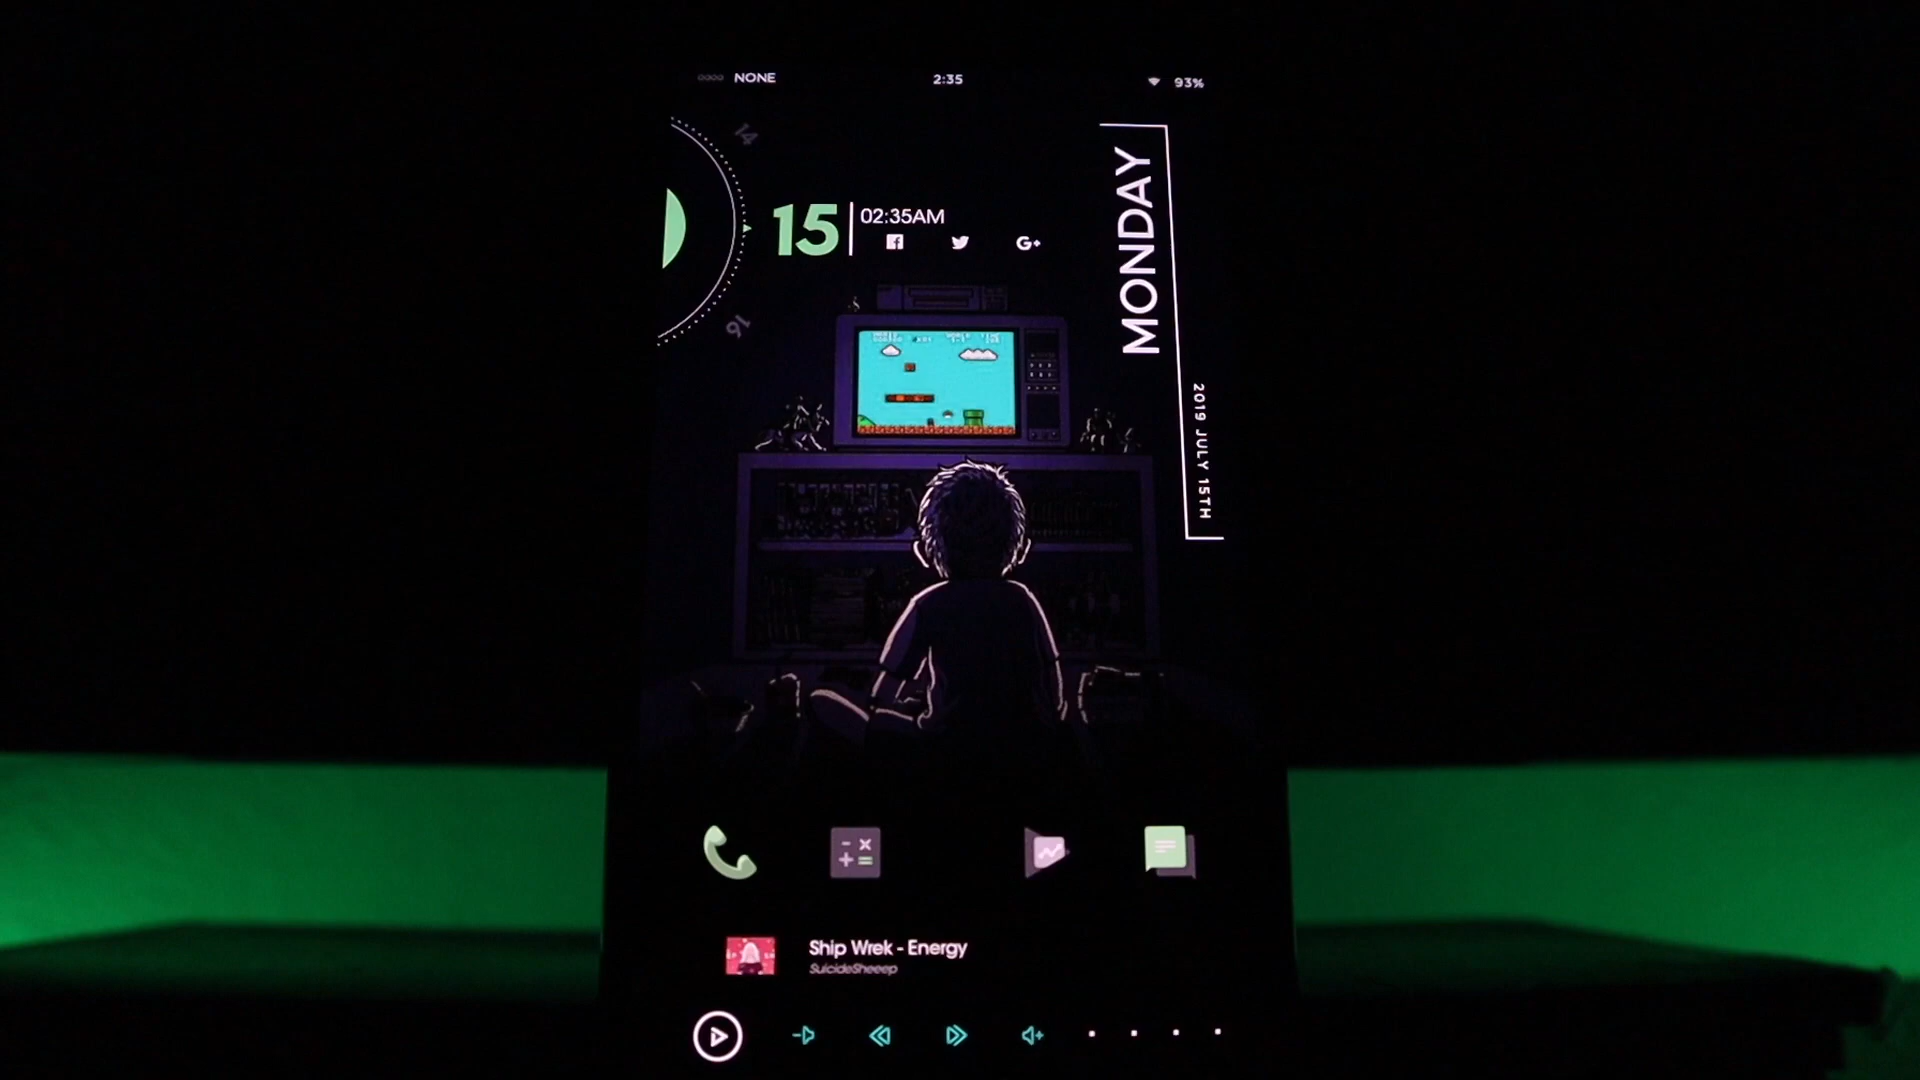 NONE
2:35
93%
14
15
02:35AM
G+
16
MONDAY
2019 JULY 15TH
Ship Wrek - Energy
SuicideSheeep